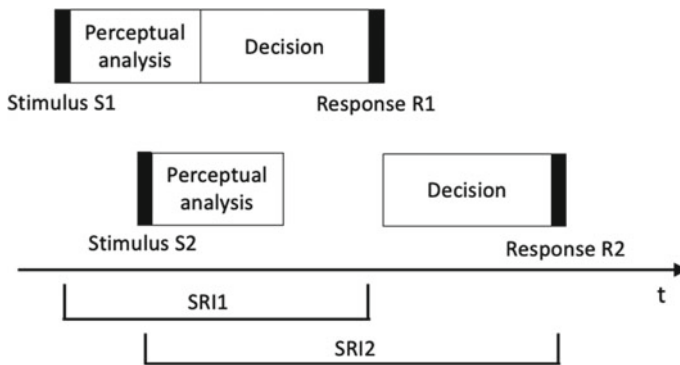 Perceptual
analysis
Decision
Stimulus S1
Response R1
Perceptual
analysis
Decision
Stimulus S2
Response R2
t
SRI1
SRI2